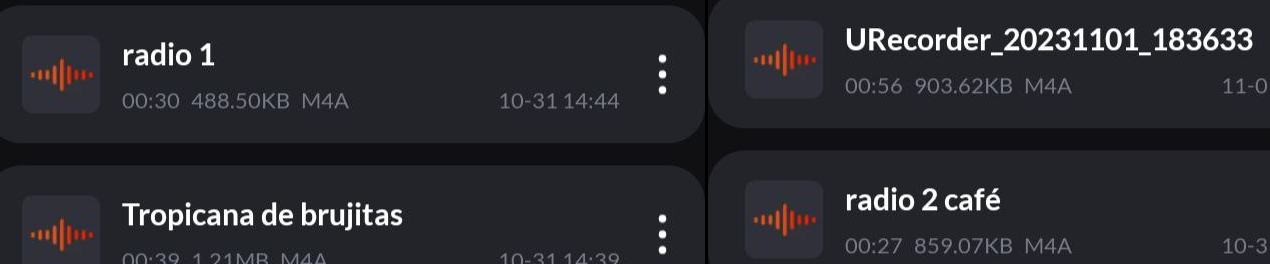 radio 1
00:30 488.50KB M4A 10-31 14:44
Tropicana de brujitas
00:39 1.21MB M4A 10-31 14:39
URecorder_20231101_183633
00:56 903.62KB M4A 11-0
radio 2 café
00:27 859.07KB M4A 10-3